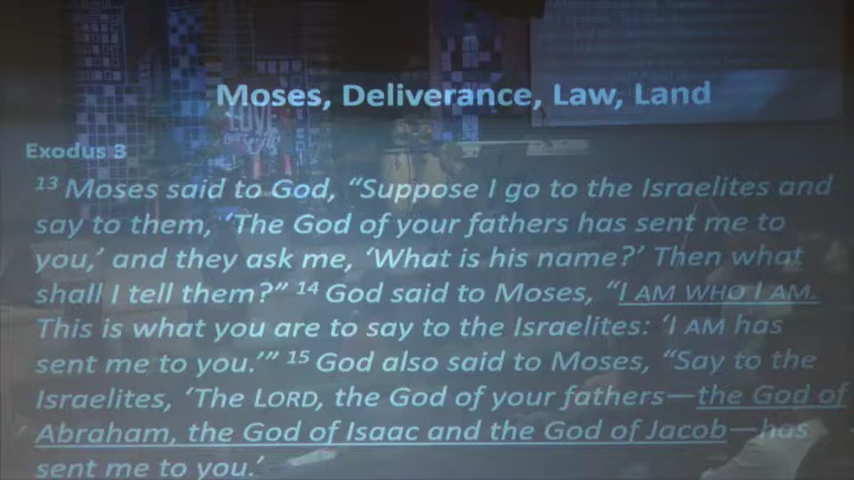 Moses, Deliverance, Law, Land
Exodus 3
13 Moses said to God, “Suppose I go to the Israelites and
say to them, ‘The God of your fathers has sent me to
you,’ and they ask me, ‘What is his name?’ Then what
shall I tell them?” 14 God said to Moses, “I AM WHO I AM.
This is what you are to say to the Israelites: ‘I AM has
sent me to you.’” 15 God also said to Moses, “Say to the
Israelites, ‘The LORD, the God of your fathers—the God of
Abraham, the God of Isaac and the God of Jacob—has
sent me to you.’
LOVE